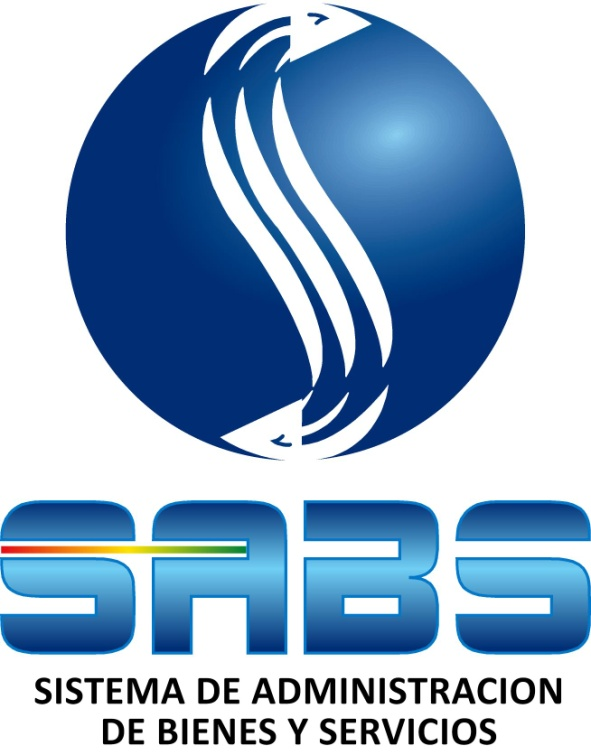 SABS
SISTEMA DE ADMINISTRACION
DE BIENES Y SERVICIOS